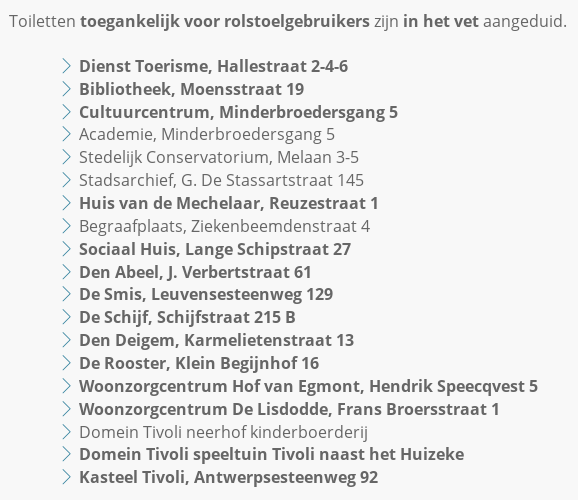 Toiletten toegankelijk voor rolstoelgebruikers zijn in het vet aangeduid.
Dienst Toerisme, Hallestraat 2-4-6
Bibliotheek, Moensstraat 19
Cultuurcentrum, Minderbroedersgang 5
Academie, Minderbroedersgang 5
Stedelijk Conservatorium, Melaan 3-5
Stadsarchief, G. De Stassartstraat 145
Huis van de Mechelaar, Reuzestraat 1
Begraafplaats, Ziekenbeemdenstraat 4
Sociaal Huis, Lange Schipstraat 27
Den Abeel, J. Verbertstraat 61
De Smis, Leuvensesteenweg 129
De Schijf, Schijfstraat 215 B
Den Deigem, Karmelietenstraat 13
De Rooster, Klein Begijnhof 16
Woonzorgcentrum Hof van Egmont, Hendrik Speecqvest 5
Woonzorgcentrum De Lisdodde, Frans Broersstraat 1
Domein Tivoli neerhof kinderboerderij
Domein Tivoli speeltuin Tivoli naast het Huizeke
Kasteel Tivoli, Antwerpsesteenweg 92